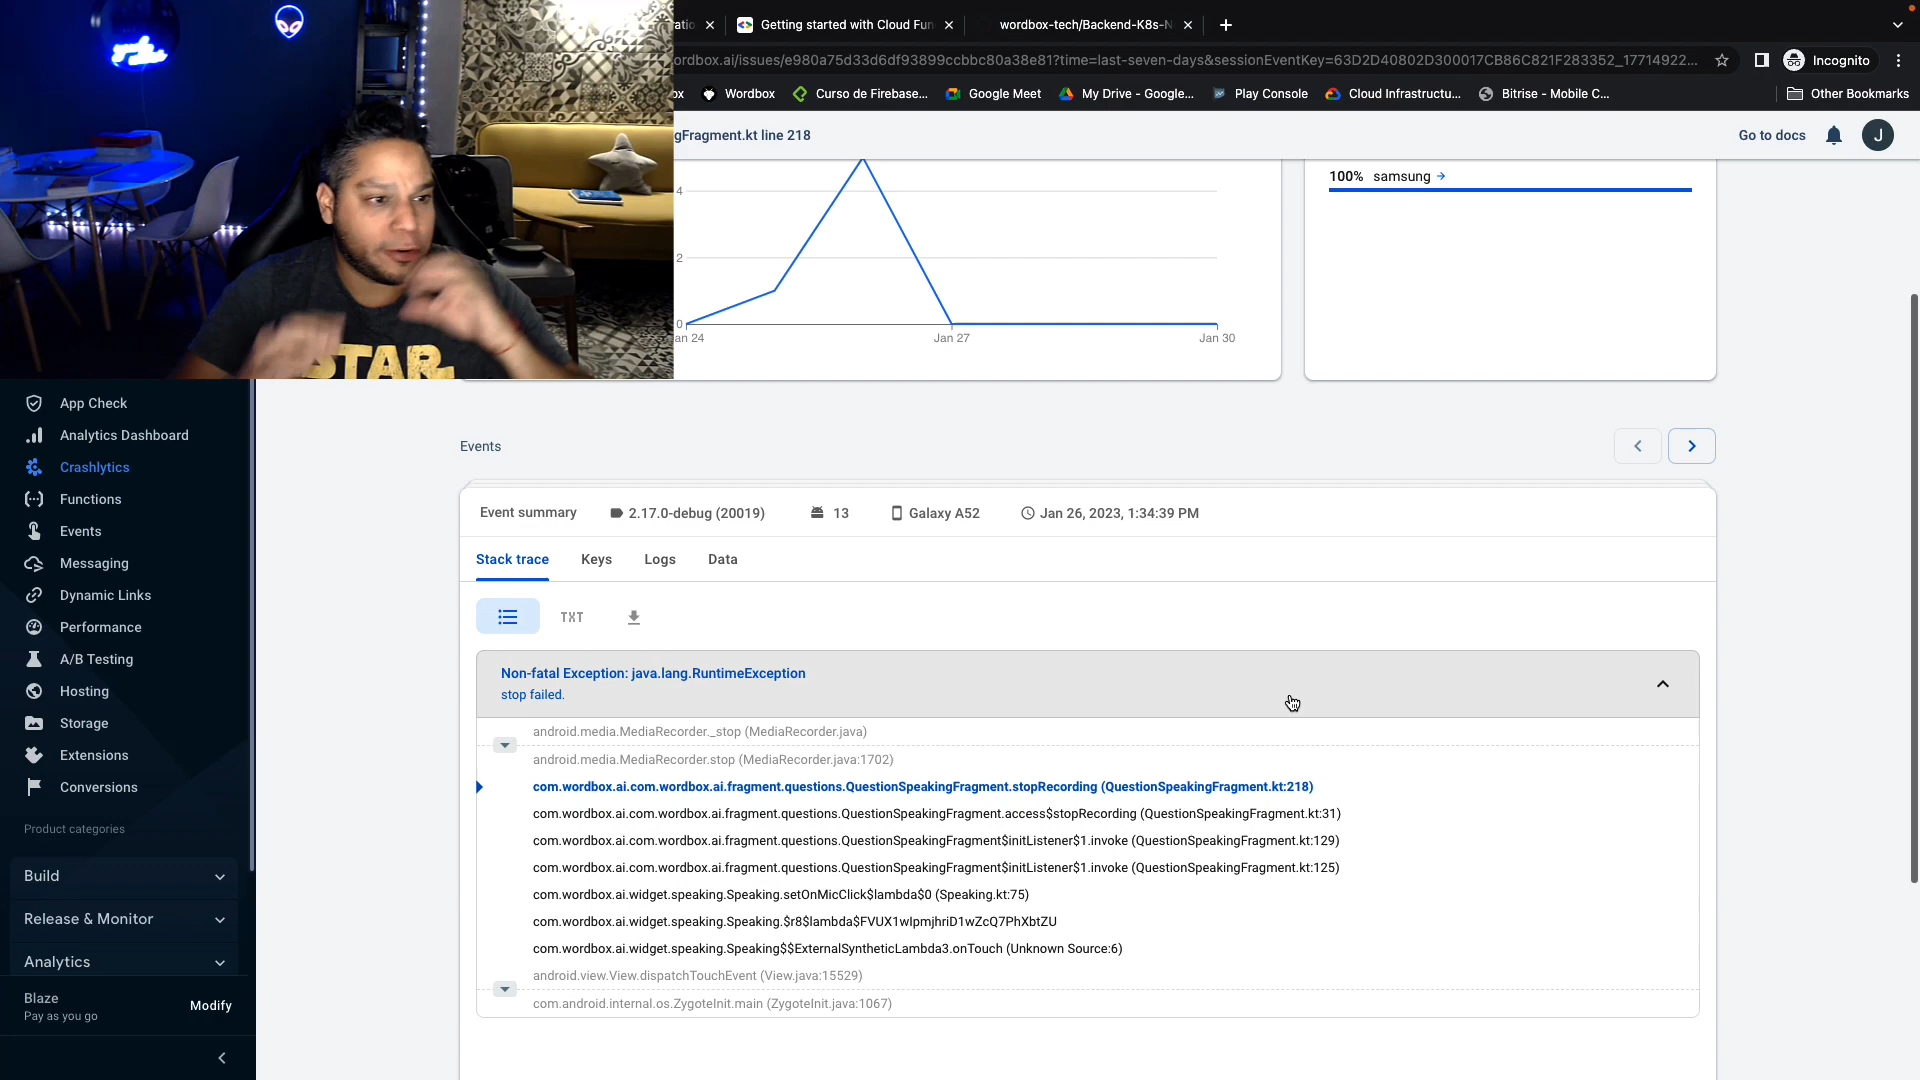 Getting started with Cloud Fun
wordbox-tech/Backend-K8s-N
ordbox.ai/issues/e980a75d33d6df93899ccbbc80a38e81?time=last-seven-days&sessionEventKey=63D2D40802D300017CB86C821F283352_17714922...
Incognito
Wordbox
Curso de Firebase...
Google Meet
My Drive - Google...
Play Console
Cloud Infrastructu...
Bitrise - Mobile C...
Other Bookmarks
gFragment.kt line 218
Go to docs
J
100% samsung
4
2
0
an 24
Jan 27
Jan 30
STAR
App Check
Analytics Dashboard
Crashlytics
Functions
Events
Messaging
Dynamic Links
Performance
A/B Testing
Hosting
Storage
Extensions
Conversions
Product categories
Build
Release & Monitor
Analytics
Blaze
Pay as you go
Modify
Events
Event summary
2.17.0-debug (20019)
13
Galaxy A52
Jan 26, 2023, 1:34:39 PM
Stack trace
Keys
Logs
Data
TXT
Non-fatal Exception: java.lang.RuntimeException
stop failed.
android.media.MediaRecorder._stop (MediaRecorder.java)
android.media.MediaRecorder.stop (MediaRecorder.java:1702)
com.wordbox.ai.com.wordbox.ai.fragment.questions.QuestionSpeakingFragment.stopRecording (QuestionSpeakingFragment.kt:218)
com.wordbox.ai.com.wordbox.ai.fragment.questions.QuestionSpeakingFragment.access$stopRecording (QuestionSpeakingFragment.kt:31)
com.wordbox.ai.com.wordbox.ai.fragment.questions.QuestionSpeakingFragment$initListener$1.invoke (QuestionSpeakingFragment.kt:129)
com.wordbox.ai.com.wordbox.ai.fragment.questions.QuestionSpeakingFragment$initListener$1.invoke (QuestionSpeakingFragment.kt:125)
com.wordbox.ai.widget.speaking.Speaking.setOnMicClick$lambda$0 (Speaking.kt:75)
com.wordbox.ai.widget.speaking.Speaking.$r8$lambda$FVUX1wIpmjhriD1wZcQ7PhXbtZU
com.wordbox.ai.widget.speaking.Speaking$$ExternalSyntheticLambda3.onTouch (Unknown Source:6)
android.view.View.dispatchTouchEvent (View.java:15529)
com.android.internal.os.ZygoteInit.main (ZygoteInit.java:1067)